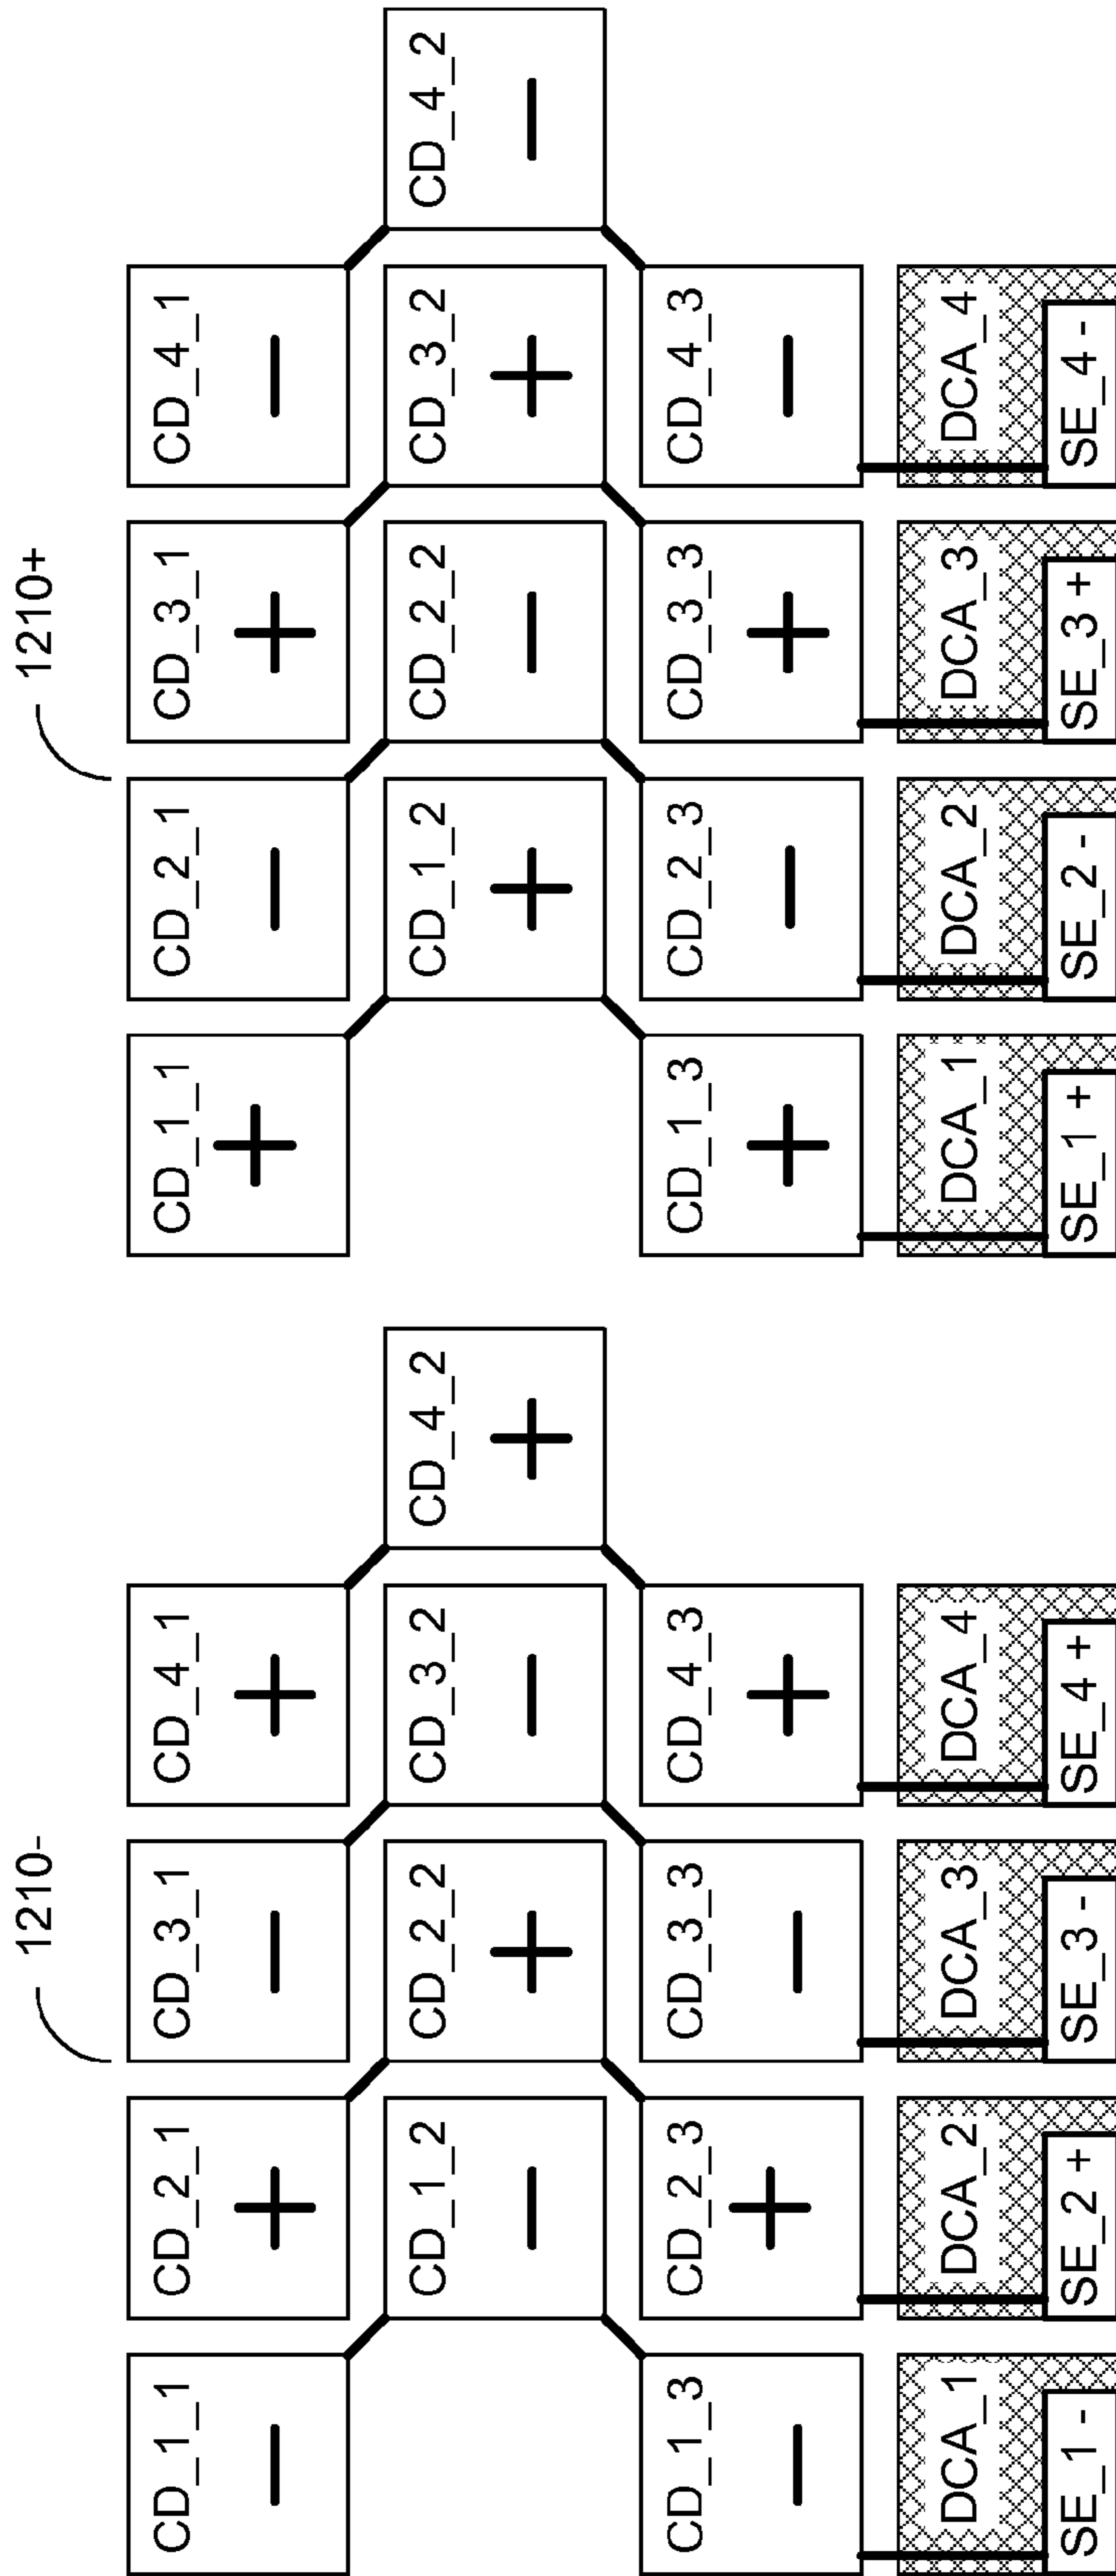 1210-
CD_1_1
CD_2_1
CD_3_1
CD_4_1
−
+
−
+
CD_1_2
CD_2_2
CD_3_2
CD_4_2
−
+
−
+
CD_1_3
CD_2_3
CD_3_3
CD_4_3
−
+
−
+
DCA_1
DCA_2
DCA_3
DCA_4
SE_1 -
SE_2 +
SE_3 -
SE_4 +
1210+
CD_1_1
CD_2_1
CD_3_1
CD_4_1
+
−
+
−
CD_1_2
CD_2_2
CD_3_2
CD_4_2
+
−
+
−
CD_1_3
CD_2_3
CD_3_3
CD_4_3
+
−
+
−
DCA_1
DCA_2
DCA_3
DCA_4
SE_1 +
SE_2 -
SE_3 +
SE_4 -